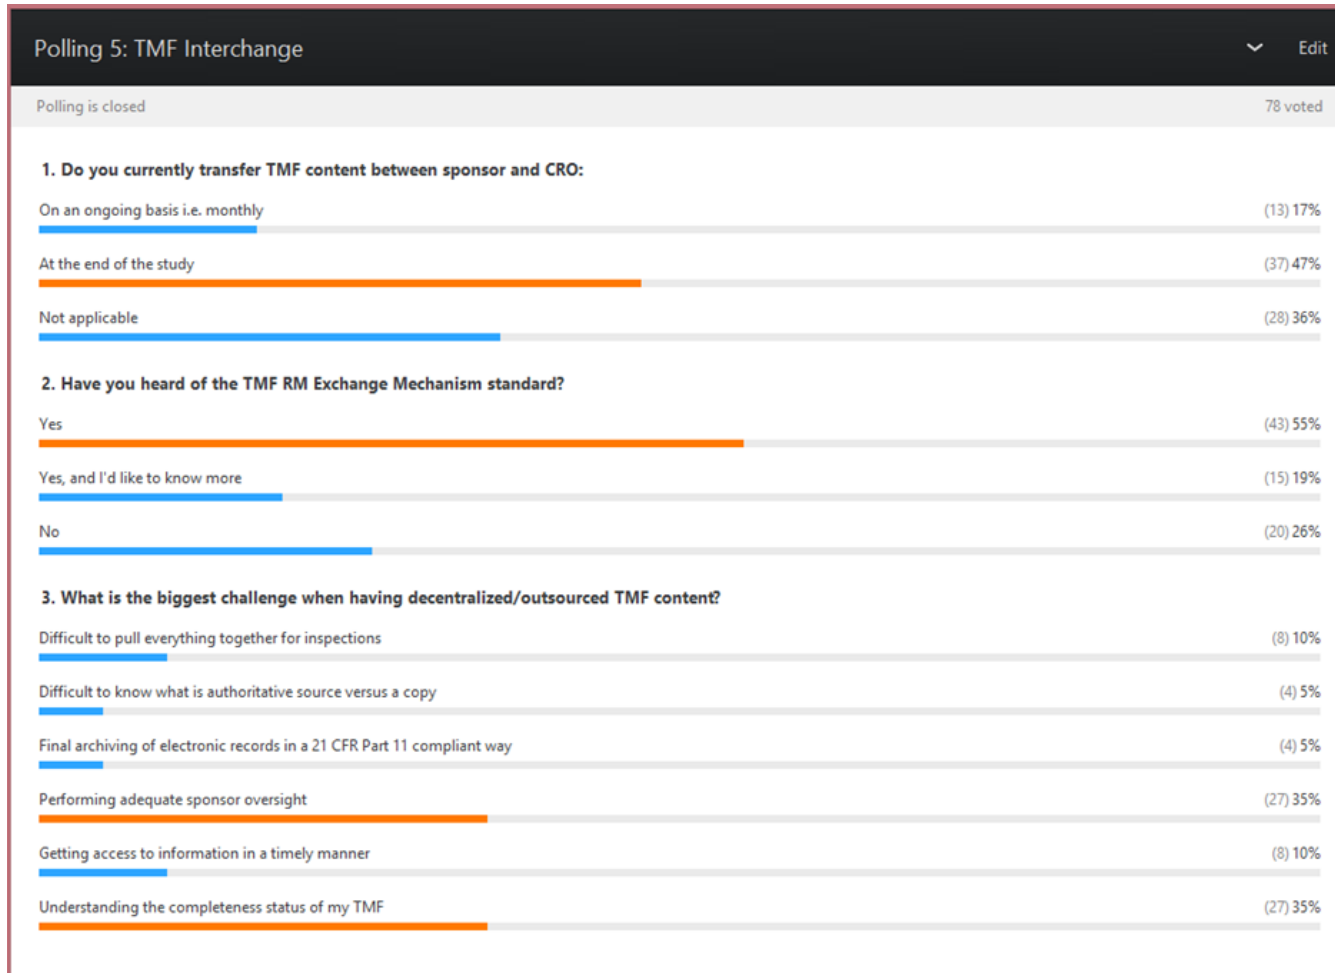 Polling 5: TMF Interchange Edit
Polling is closed 78 voted
1. Do you currently transfer TMF content between sponsor and CRO:
On an ongoing basis i.e. monthly (13) 17%
At the end of the study (37) 47%
Not applicable (28) 36%
2. Have you heard of the TMF RM Exchange Mechanism standard?
Yes (43) 55%
Yes, and I'd like to know more (15) 19%
No (20) 26%
3. What is the biggest challenge when having decentralized/outsourced TMF content?
Difficult to pull everything together for inspections (8) 10%
Difficult to know what is authoritative source versus a copy (4) 5%
Final archiving of electronic records in a 21 CFR Part 11 compliant way (4) 5%
Performing adequate sponsor oversight (27) 35%
Getting access to information in a timely manner (8) 10%
Understanding the completeness status of my TMF (27) 35%